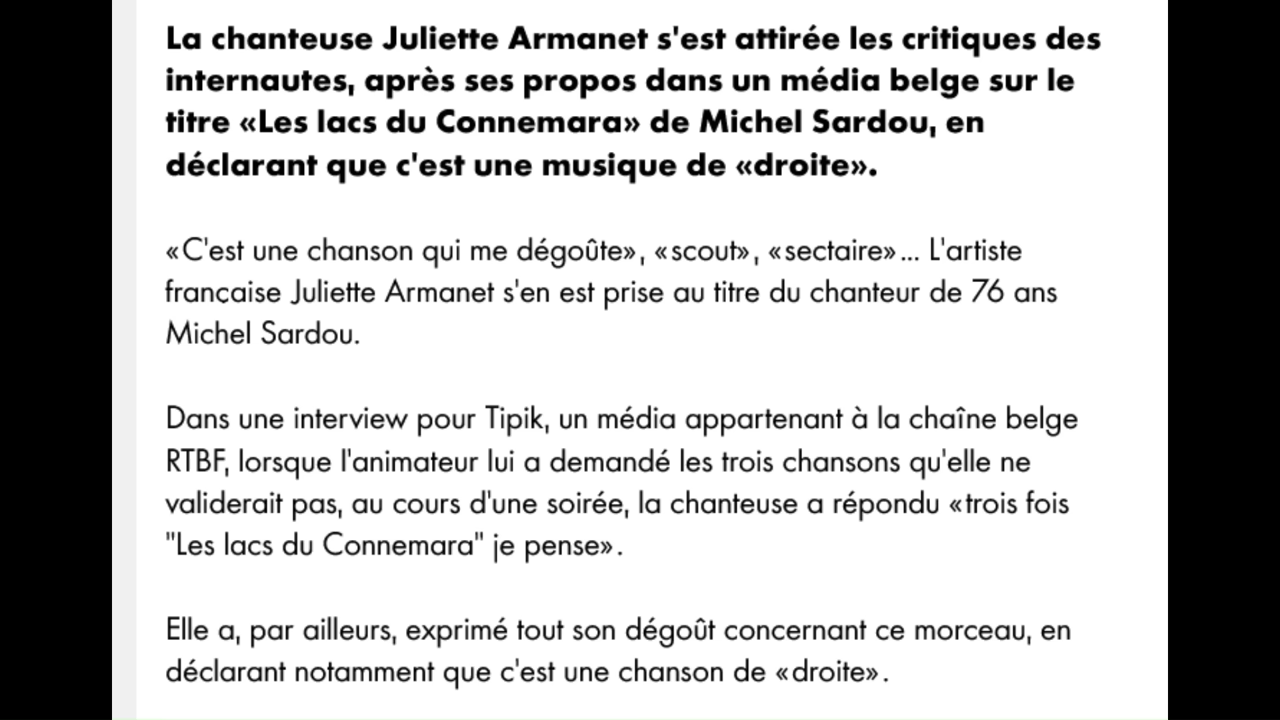 La chanteuse Juliette Armanet s'est attirée les critiques des
internautes, après ses propos dans un média belge sur le
titre «Les lacs du Connemara» de Michel Sardou, en
déclarant que c'est une musique de «droite».
«C'est une chanson qui me dégoûte», «scout», «sectaire»... L'artiste
francaise Juliette Armanet s'en est prise au titre du chanteur de 76 ans
Michel Sardou.
Dans une interview pour Tipik, un média appartenant à la chaîne belge
RTBF, lorsque l'animateur lui a demandé les trois chansons qu'elle ne
validerait pas, au cours d'une soirée, la chanteuse a répondu «trois fois
"Les lacs du Connemara" je pense».
Elle a, par ailleurs, exprimé tout son dégoût concernant ce morceau, en
déclarant notamment que c'est une chanson de «droite».